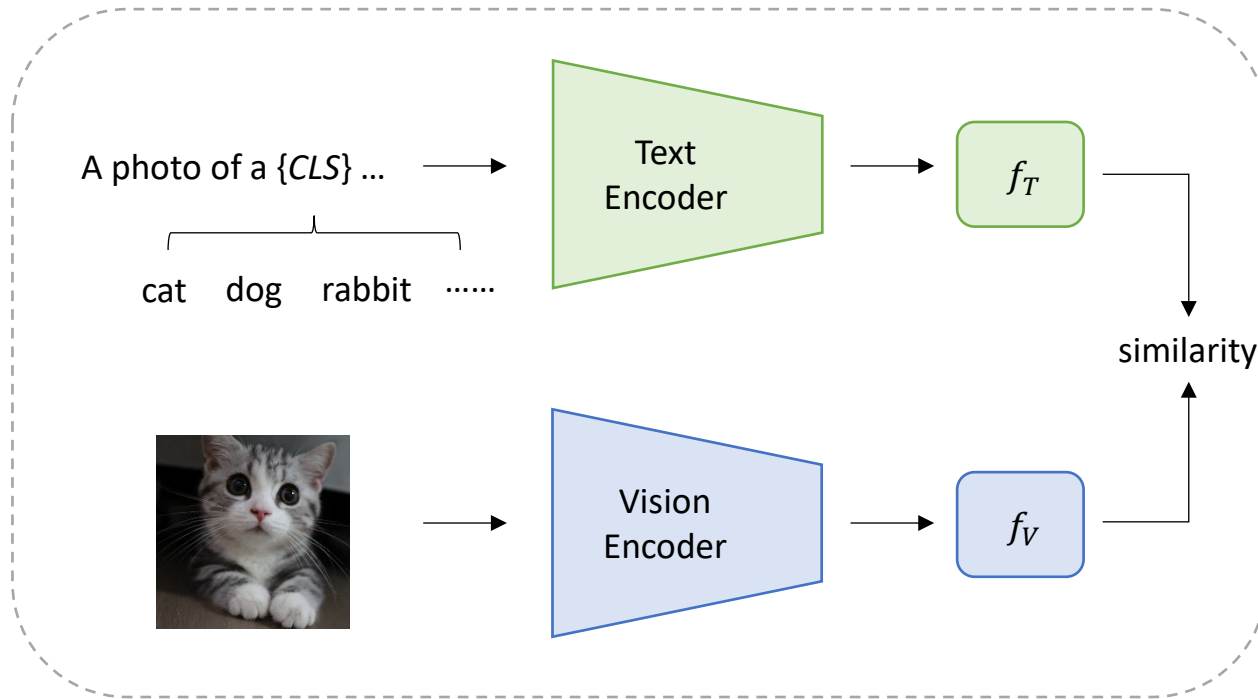 A photo of a {CLS} ...
cat dog rabbit ......
Text
Encoder
f_T
similarity
Vision
Encoder
f_V